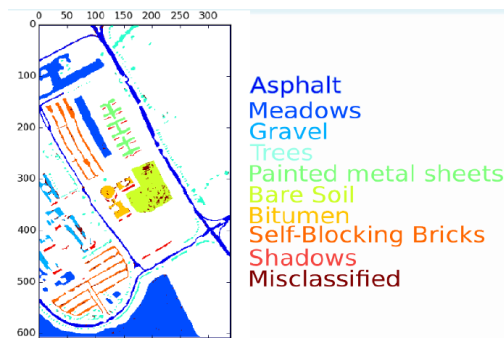 0 50 100 150 200 250 300
0
100
200
300
400
500
600
Asphalt
Meadows
Gravel
Trees
Painted metal sheets
Bare Soil
Bitumen
Self-Blocking Bricks
Shadows
Misclassified